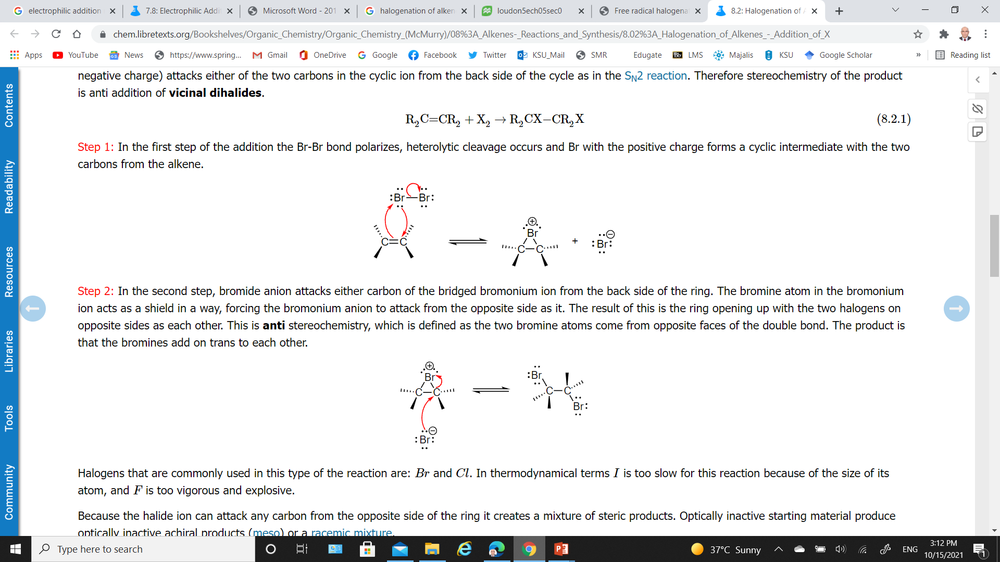 electrophilic addition
7.8: Electrophilic Addi
Microsoft Word - 201
halogenation of alken
loudon5ech05sec0
Free radical halogena
8.2: Halogenation of A
chem.libretexts.org/Bookshelves/Organic_Chemistry/Organic_Chemistry_(McMurry)/08%3A_Alkenes-_Reactions_and_Synthesis/8.02%3A_Halogenation_of_Alkenes_-_Addition_of_X
Apps YouTube News https://www.spring... Gmail OneDrive Google Facebook Twitter KSU_Mail SMR Edugate Bb LMS Majalis KSU Google Scholar » Reading list
Contents
Readability
Resources
Libraries
Tools
Community
negative charge) attacks either of the two carbons in the cyclic ion from the back side of the cycle as in the SN2 reaction. Therefore stereochemistry of the product
is anti addition of vicinal dihalides.
R₂C=CR₂ + X₂ → R₂CX−CR₂X (8.2.1)
Step 1: In the first step of the addition the Br-Br bond polarizes, heterolytic cleavage occurs and Br with the positive charge forms a cyclic intermediate with the two
carbons from the alkene.
:Br—Br:
Br
C=C
C—C
+
:Br:
Step 2: In the second step, bromide anion attacks either carbon of the bridged bromonium ion from the back side of the ring. The bromine atom in the bromonium
ion acts as a shield in a way, forcing the bromonium anion to attack from the opposite side as it. The result of this is the ring opening up with the two halogens on
opposite sides as each other. This is anti stereochemistry, which is defined as the two bromine atoms come from opposite faces of the double bond. The product is
that the bromines add on trans to each other.
Br
C—C
:Br:
:Br
C—C
Br:
Halogens that are commonly used in this type of the reaction are: Br and Cl. In thermodynamical terms I is too slow for this reaction because of the size of its
atom, and F is too vigorous and explosive.
Because the halide ion can attack any carbon from the opposite side of the ring it creates a mixture of steric products. Optically inactive starting material produce
optically inactive achiral products (meso) or a racemic mixture.
Type here to search
37°C Sunny
ENG
3:12 PM
10/15/2021
1